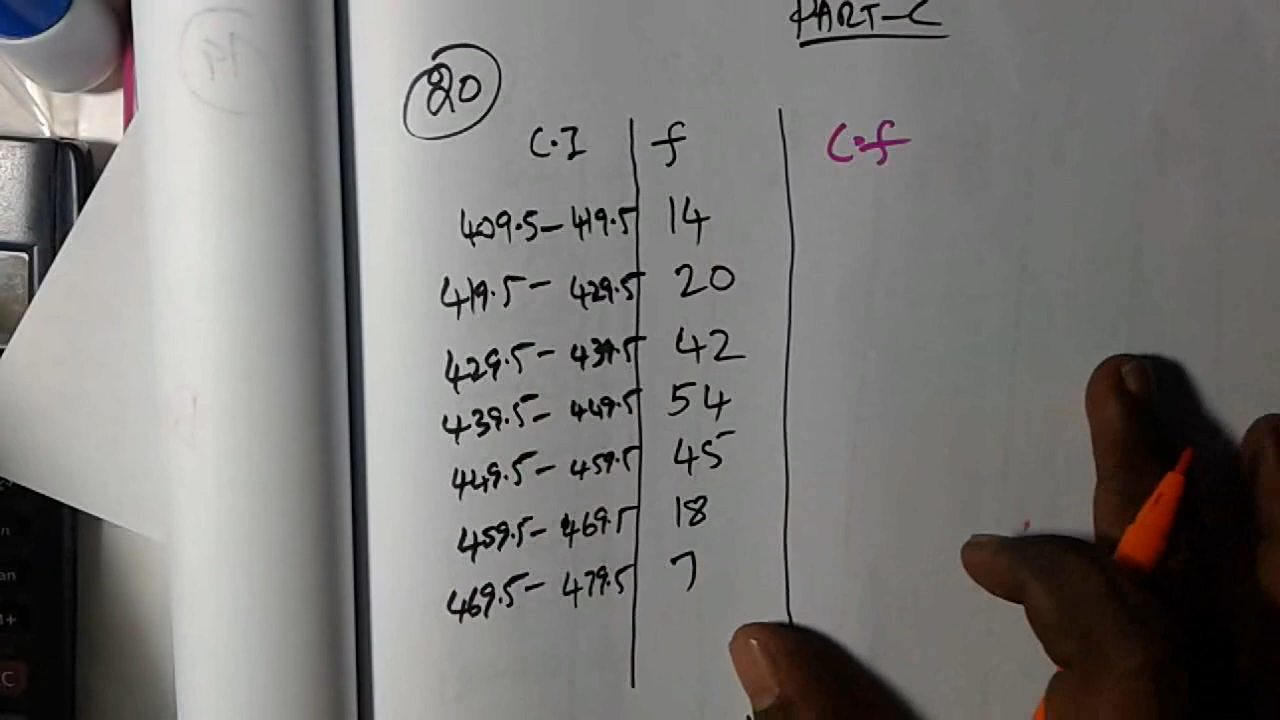 PART-C
20
C.I f C.f
409.5-419.5 14
419.5- 429.5 20
429.5- 439.5 42
439.5- 449.5 54
449.5- 459.5 45
459.5- 469.5 18
469.5- 479.5 7